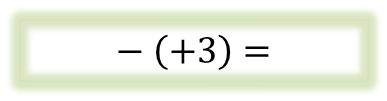 − (+3) =